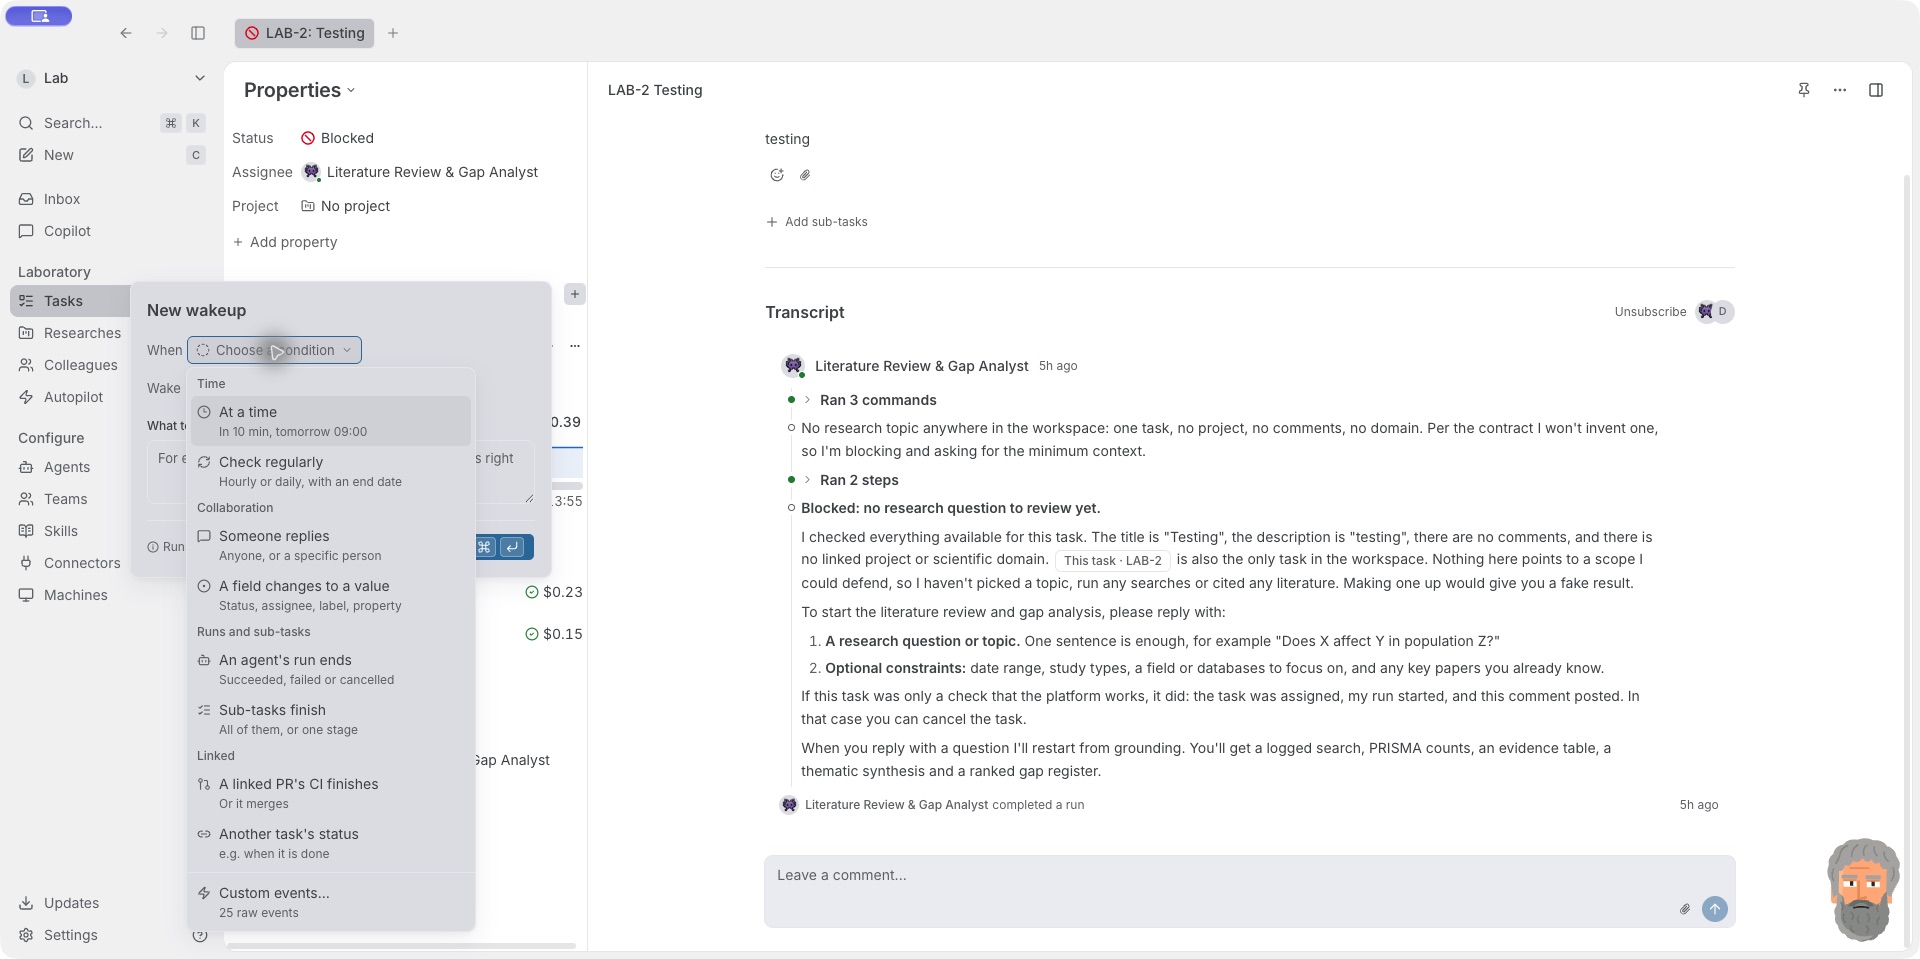 LAB-2: Testing
L Lab
Search... ⌘ K
New C
Inbox
Copilot
Laboratory
Tasks
Researches
Colleagues
Autopilot
Configure
Agents
Teams
Skills
Connectors
Machines
Updates
Settings
Properties
Status Blocked
Assignee Literature Review & Gap Analyst
Project No project
+ Add property
New wakeup
When Choose a condition
Wake
What t
For e
s right
Run
⌘
Time
At a time
In 10 min, tomorrow 09:00
Check regularly
Hourly or daily, with an end date
Collaboration
Someone replies
Anyone, or a specific person
A field changes to a value
Status, assignee, label, property
Runs and sub-tasks
An agent's run ends
Succeeded, failed or cancelled
Sub-tasks finish
All of them, or one stage
Linked
A linked PR's CI finishes
Or it merges
Another task's status
e.g. when it is done
Custom events...
25 raw events
0.39
3:55
$0.23
$0.15
Gap Analyst
LAB-2 Testing
testing
+ Add sub-tasks
Transcript
Unsubscribe D
Literature Review & Gap Analyst 5h ago
Ran 3 commands
No research topic anywhere in the workspace: one task, no project, no comments, no domain. Per the contract I won't invent one,
so I'm blocking and asking for the minimum context.
Ran 2 steps
Blocked: no research question to review yet.
I checked everything available for this task. The title is "Testing", the description is "testing", there are no comments, and there is
no linked project or scientific domain. This task · LAB-2 is also the only task in the workspace. Nothing here points to a scope I
could defend, so I haven't picked a topic, run any searches or cited any literature. Making one up would give you a fake result.
To start the literature review and gap analysis, please reply with:
1. A research question or topic. One sentence is enough, for example "Does X affect Y in population Z?"
2. Optional constraints: date range, study types, a field or databases to focus on, and any key papers you already know.
If this task was only a check that the platform works, it did: the task was assigned, my run started, and this comment posted. In
that case you can cancel the task.
When you reply with a question I'll restart from grounding. You'll get a logged search, PRISMA counts, an evidence table, a
thematic synthesis and a ranked gap register.
Literature Review & Gap Analyst completed a run 5h ago
Leave a comment...